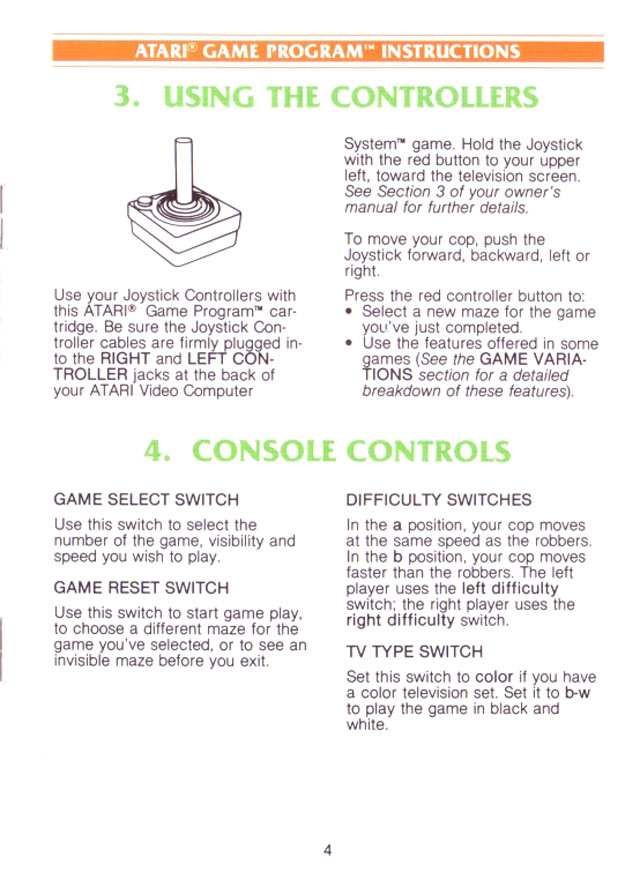 ATARI® GAME PROGRAM™ INSTRUCTIONS
3. USING THE CONTROLLERS
Use your Joystick Controllers with
this ATARI® Game Program™ car-
tridge. Be sure the Joystick Con-
troller cables are firmly plugged in-
to the RIGHT and LEFT CON-
TROLLER jacks at the back of
your ATARI Video Computer
System™ game. Hold the Joystick
with the red button to your upper
left, toward the television screen.
See Section 3 of your owner's
manual for further details.
To move your cop, push the
Joystick forward, backward, left or
right.
Press the red controller button to:
• Select a new maze for the game
you've just completed.
• Use the features offered in some
games (See the GAME VARIA-
TIONS section for a detailed
breakdown of these features).
4. CONSOLE CONTROLS
GAME SELECT SWITCH
Use this switch to select the
number of the game, visibility and
speed you wish to play.
GAME RESET SWITCH
Use this switch to start game play,
to choose a different maze for the
game you've selected, or to see an
invisible maze before you exit.
DIFFICULTY SWITCHES
In the a position, your cop moves
at the same speed as the robbers.
In the b position, your cop moves
faster than the robbers. The left
player uses the left difficulty
switch; the right player uses the
right difficulty switch.
TV TYPE SWITCH
Set this switch to color if you have
a color television set. Set it to b-w
to play the game in black and
white.
4